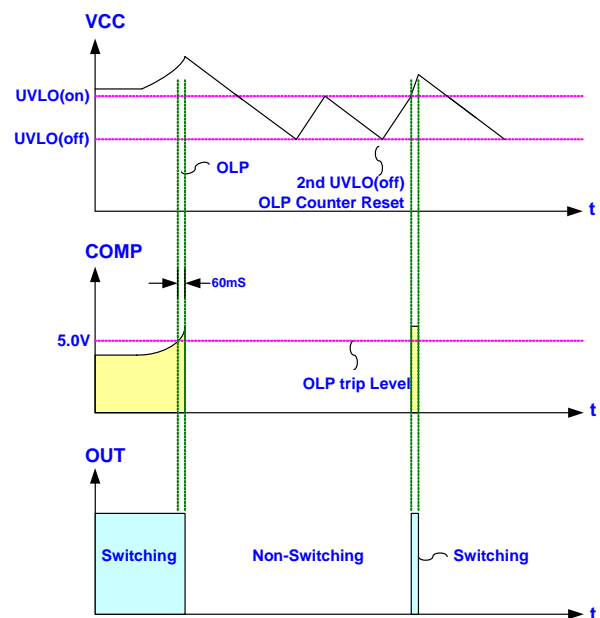 VCC
UVLO(on)
UVLO(off)
OLP
2nd UVLO(off)
OLP Counter Reset
t
COMP
60mS
5.0V
OLP trip Level
t
OUT
Switching
Non-Switching
Switching
t